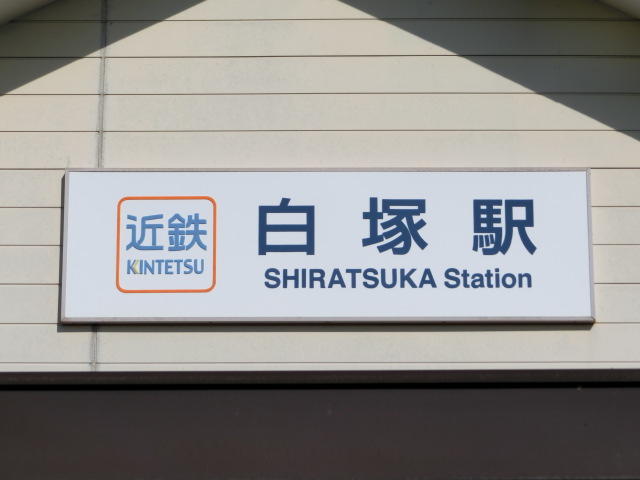 近鉄
KINTETSU
白塚駅
SHIRATSUKA Station